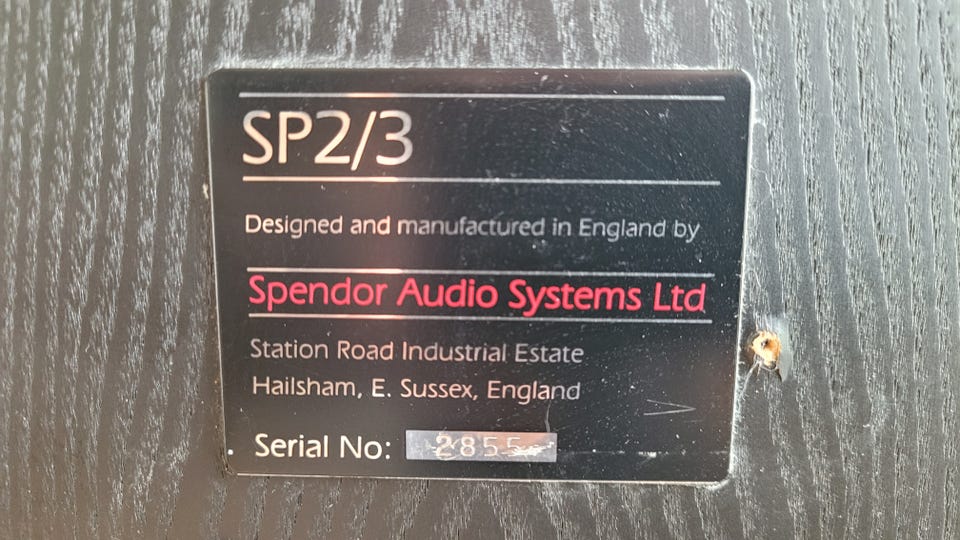 SP2/3
Designed and manufactured in England by
Spendor Audio Systems Ltd
Station Road Industrial Estate
Hailsham, E. Sussex, England
Serial No: 2855